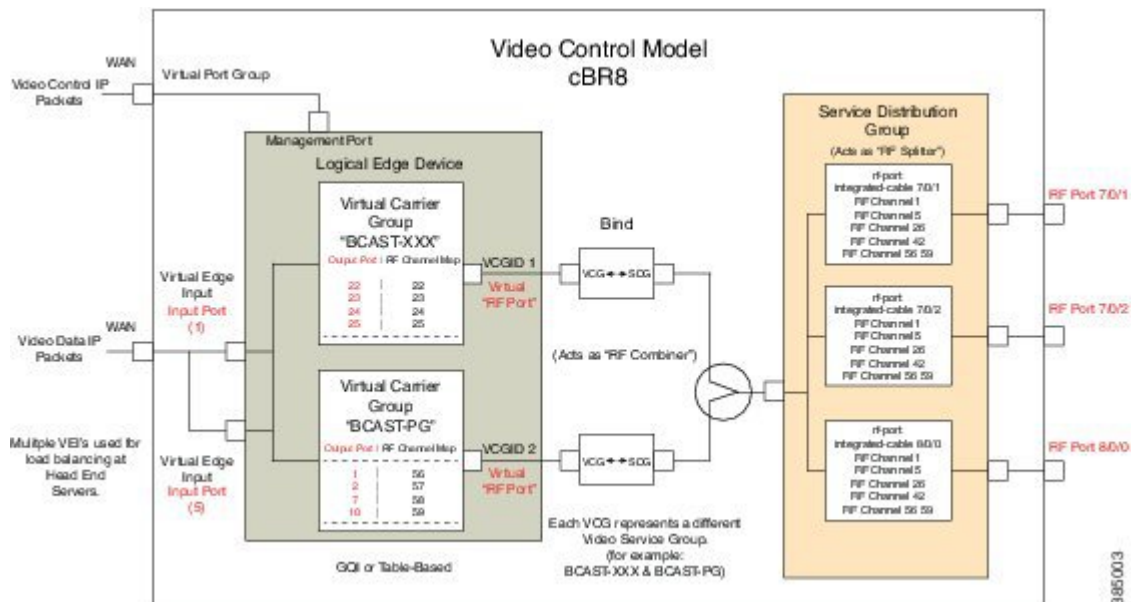 Video Control Model
cBR8
WAN
Video Control IP
Packets
Virtual Port Group
Management Port
Logical Edge Device
Virtual Carrier
Group
"BCAST-XXX"
Output Port | RF Channel Map
22 22
23 23
24 24
25 25
VCGID 1
Virtual
"RF Port"
Virtual Edge
Input
Input Port
(1)
WAN
Video Data IP
Packets
Mulitple VEI's used for
load balancing at
Head End
Servers.
Virtual Edge
Input
Input Port
(5)
Virtual Carrier
Group
"BCAST-PG"
Output Port | RF Channel Map
1 56
2 57
7 58
10 59
VCGID 2
Virtual
"RF Port"
GQI or Table-Based
Bind
VCG SDG
(Acts as "RF Combiner")
VCG SDG
Each VCG represents a different
Video Service Group.
(for example:
BCAST-XXX & BCAST-PG)
Service Distribution
Group
(Acts as "RF Splitter")
rf-port
integrated-cable 7/0/1
RF Channel 1
RF Channel 5
RF Channel 26
RF Channel 42
RF Channel 56 59
RF Port 7/0/1
rf-port
integrated-cable 7/0/2
RF Channel 1
RF Channel 5
RF Channel 26
RF Channel 42
RF Channel 56 59
RF Port 7/0/2
rf-port
integrated-cable 8/0/0
RF Channel 1
RF Channel 5
RF Channel 26
RF Channel 42
RF Channel 56 59
RF Port 8/0/0